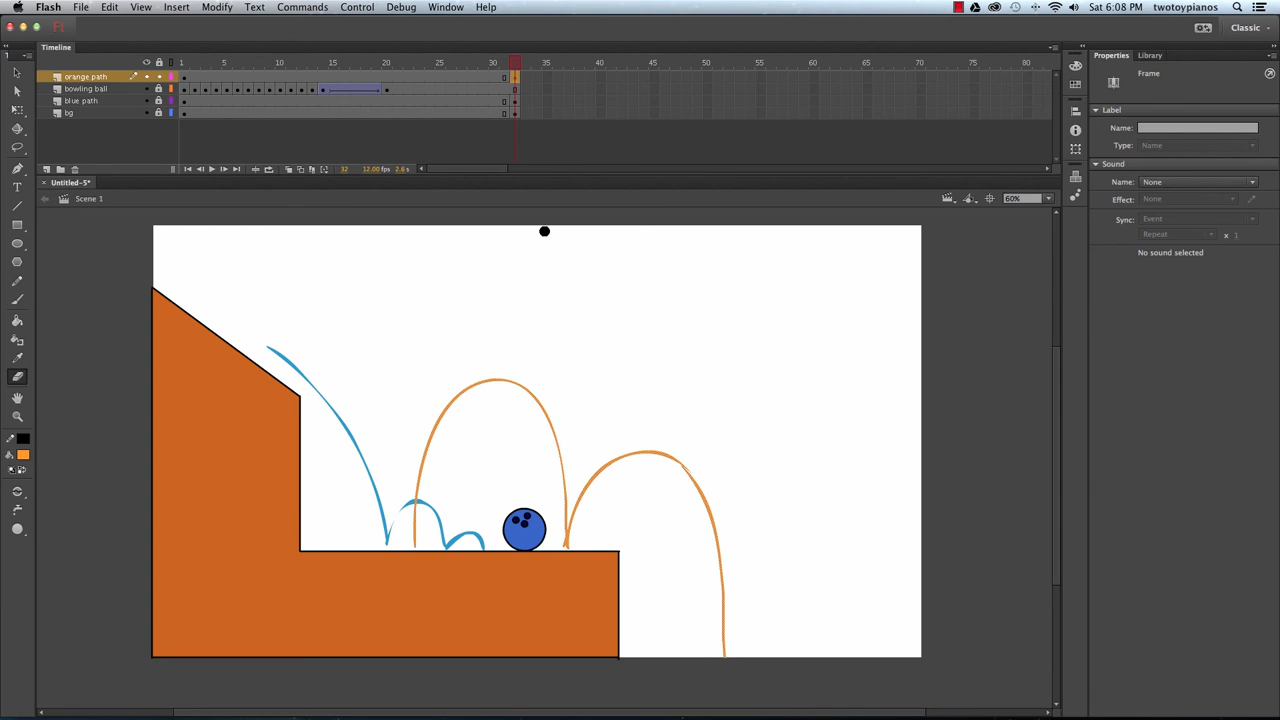 Flash File Edit View Insert Modify Text Commands Control Debug Window Help Sat 6:08 PM twotoypianos
Fl Classic
Timeline Properties Library
1 5 10 15 20 25 30 35 40 45 50 55 60 65 70 75 80
Frame
orange path
bowling ball
blue path
bg
Label
Name:
Type: Name
Sound
32 12.00 fps 2.6 s
Untitled-5* Name: None
Scene 1 60% Effect: None
Sync: Event
Repeat x 1
No sound selected